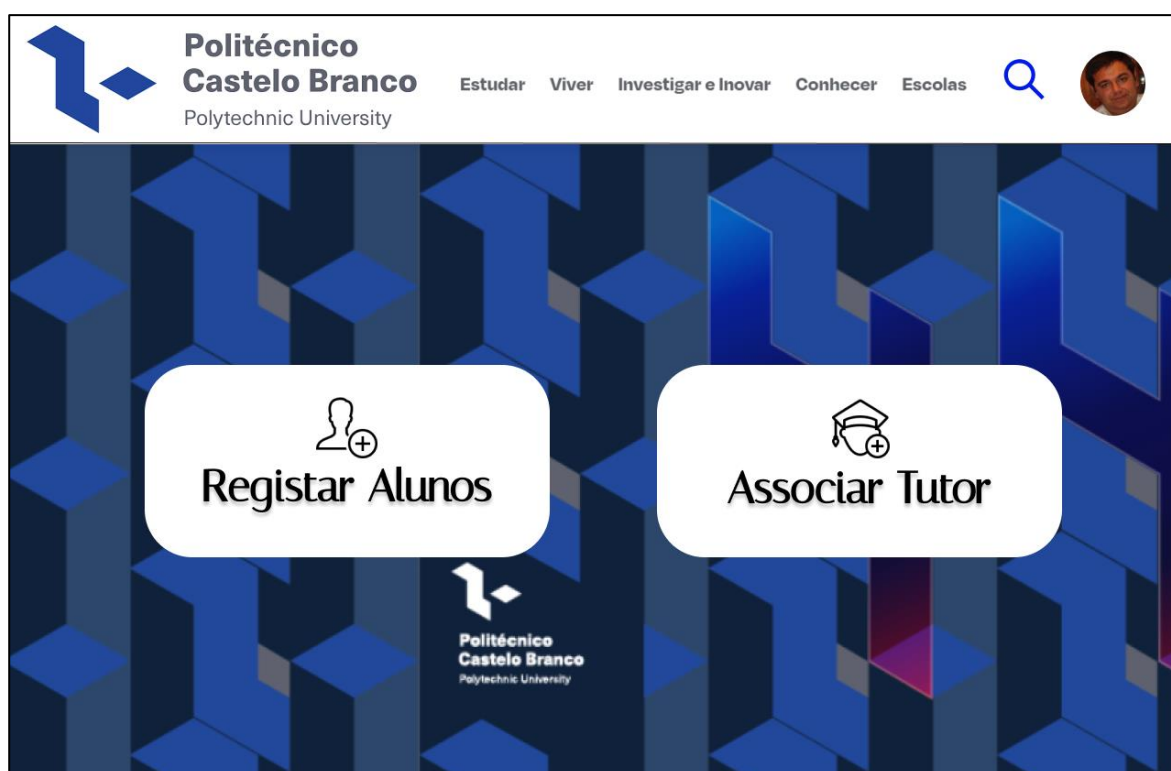 Politécnico
Castelo Branco
Polytechnic University
Estudar Viver Investigar e Inovar Conhecer Escolas
Registar Alunos
Associar Tutor
Politécnico
Castelo Branco
Polytechnic University